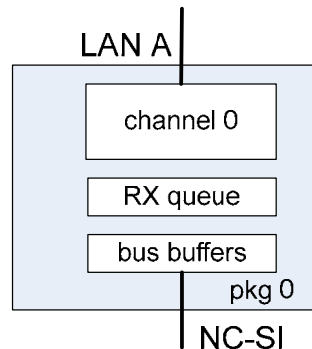 LAN A
channel 0
RX queue
bus buffers
pkg 0
NC-SI